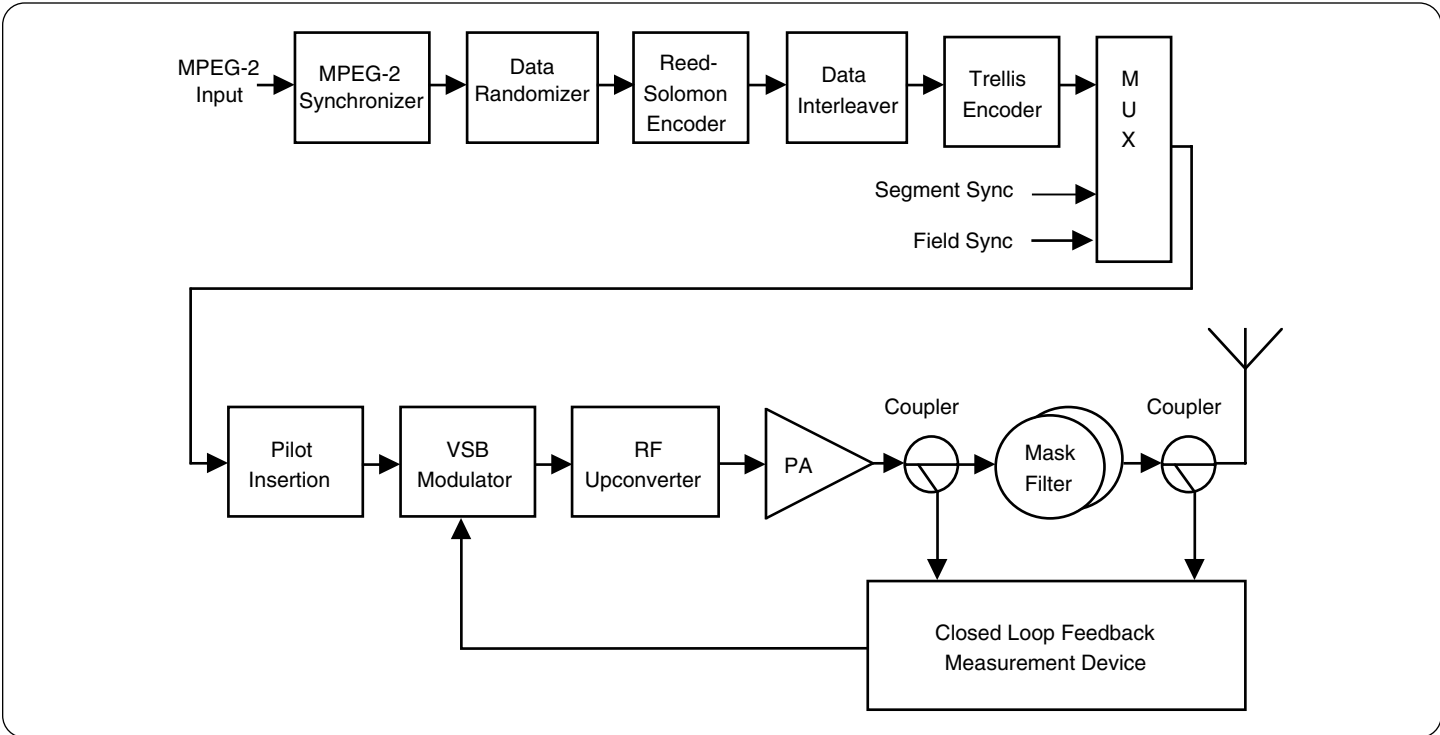 MPEG-2
Input
MPEG-2
Synchronizer
Data
Randomizer
Reed-
Solomon
Encoder
Data
Interleaver
Trellis
Encoder
M
U
X
Segment Sync
Field Sync
Pilot
Insertion
VSB
Modulator
RF
Upconverter
PA
Coupler
Mask
Filter
Coupler
Closed Loop Feedback
Measurement Device